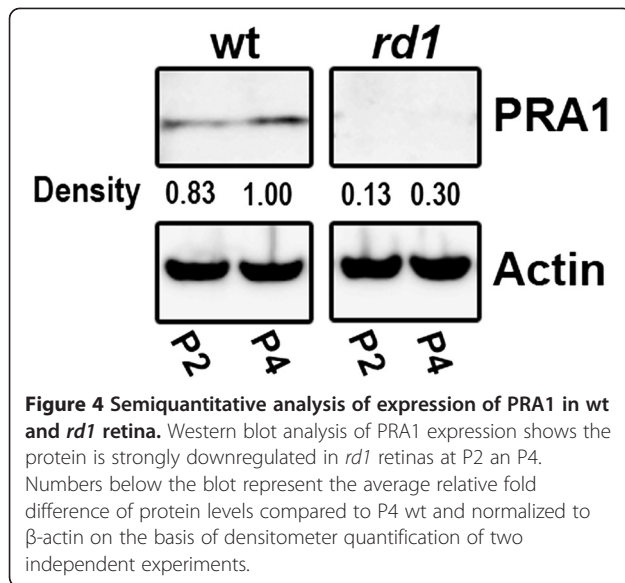 wt rd1
PRA1
Density 0.83 1.00 0.13 0.30
Actin
P2 P4 P2 P4
Figure 4 Semiquantitative analysis of expression of PRA1 in wt
and rd1 retina. Western blot analysis of PRA1 expression shows the
protein is strongly downregulated in rd1 retinas at P2 an P4.
Numbers below the blot represent the average relative fold
difference of protein levels compared to P4 wt and normalized to
β-actin on the basis of densitometer quantification of two
independent experiments.